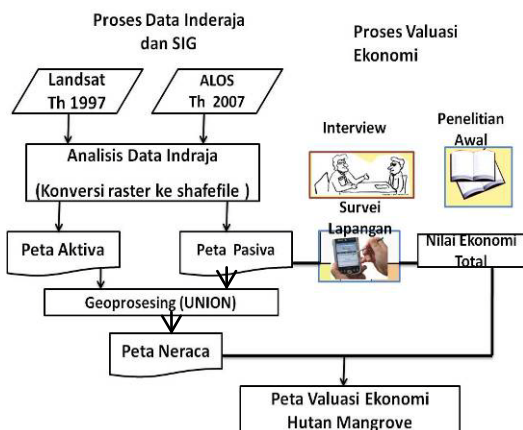 Proses Data Inderaja
dan SIG
Proses Valuasi
Ekonomi
Landsat
Th 1997
ALOS
Th 2007
Interview
Penelitian
Awal
Analisis Data Indraja
(Konversi raster ke shafefile )
Survei
Lapangan
Peta Aktiva
Peta Pasiva
Nilai Ekonomi
Total
Geoprosesing (UNION)
Peta Neraca
Peta Valuasi Ekonomi
Hutan Mangrove